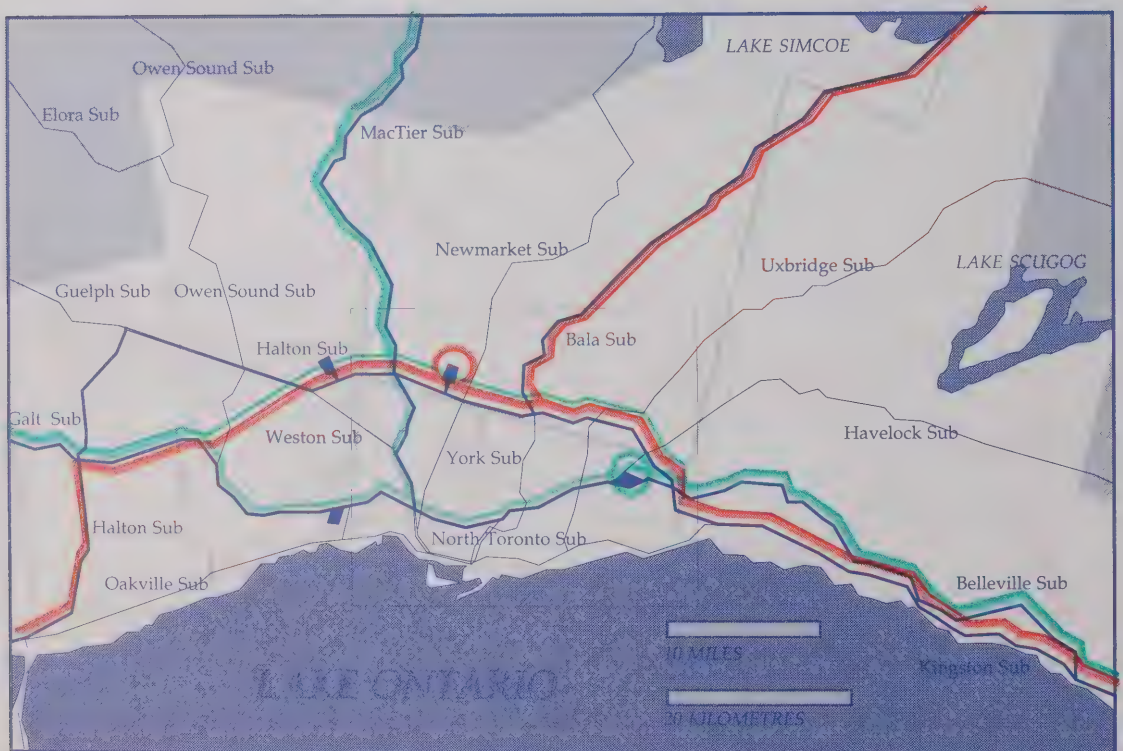 LAKE SIMCOE
Owen Sound Sub
Elora Sub
MacTier Sub
Newmarket Sub
Uxbridge Sub
LAKE SCUGOG
Guelph Sub
Owen Sound Sub
Halton Sub
Bala Sub
Galt Sub
Weston Sub
Havelock Sub
York Sub
Halton Sub
North Toronto Sub
Oakville Sub
Belleville Sub
10 MILES
Kingston Sub
LAKE ONTARIO
20 KILOMETRES